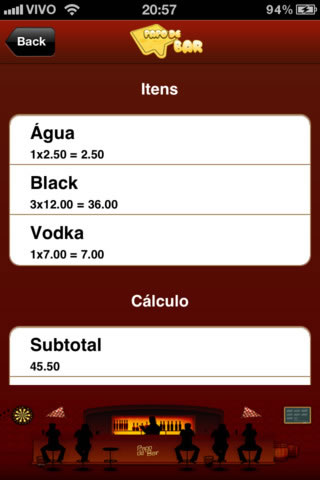 VIVO 20:57 94%
Back
PAPO DE
BAR
Itens
Água
1x2.50 = 2.50
Black
3x12.00 = 36.00
Vodka
1x7.00 = 7.00
Cálculo
Subtotal
45.50
Papo
de Bar